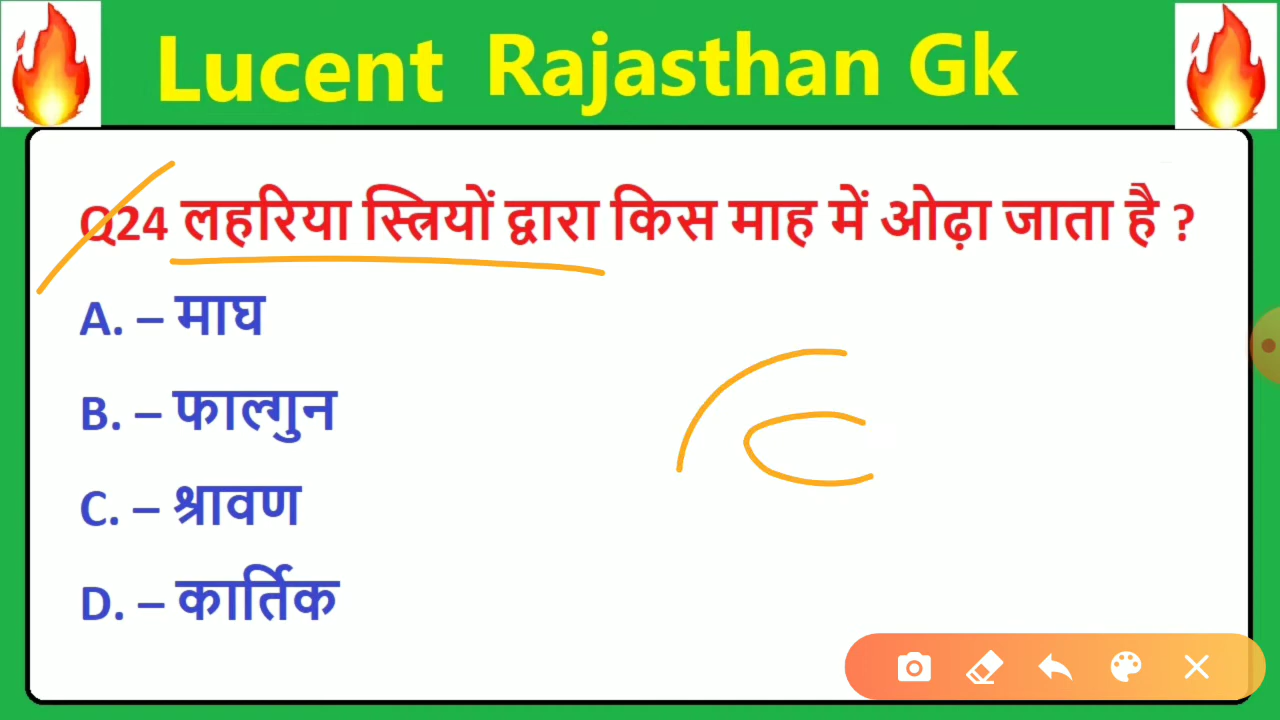 Lucent Rajasthan Gk
Q24 लहरिया स्त्रियों द्वारा किस माह में ओढ़ा जाता है ?
A. – माघ
B. – फाल्गुन
C. – श्रावण
D. – कार्तिक